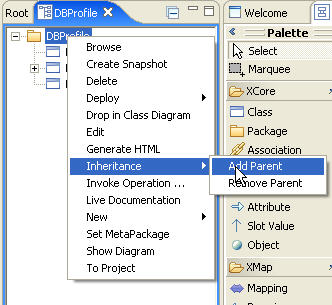 Root
DBProfile
Welcome
DBProfile
Browse
Create Snapshot
Delete
Deploy
Drop in Class Diagram
Edit
Generate HTML
Inheritance
Invoke Operation ...
Live Documentation
New
Set MetaPackage
Show Diagram
To Project
Add Parent
Remove Parent
Palette
Select
Marquee
XCore
Class
Package
Association
Attribute
Slot Value
Object
XMap
Mapping